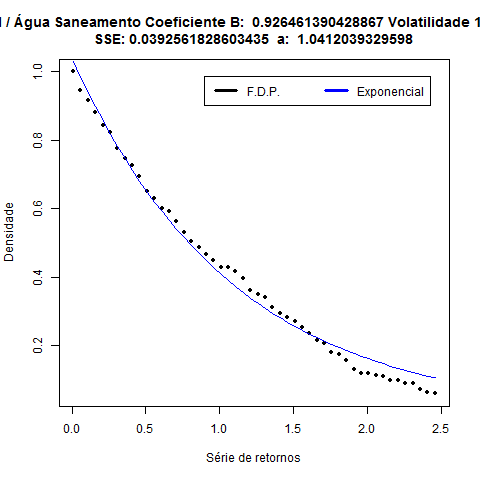 / Água Saneamento Coeficiente B: 0.926461390428867 Volatilidade 1
SSE: 0.0392561828603435 a: 1.0412039329598
F.D.P.
Exponencial
Densidade
1.0
0.8
0.6
0.4
0.2
0.0
0.5
1.0
1.5
2.0
2.5
Série de retornos